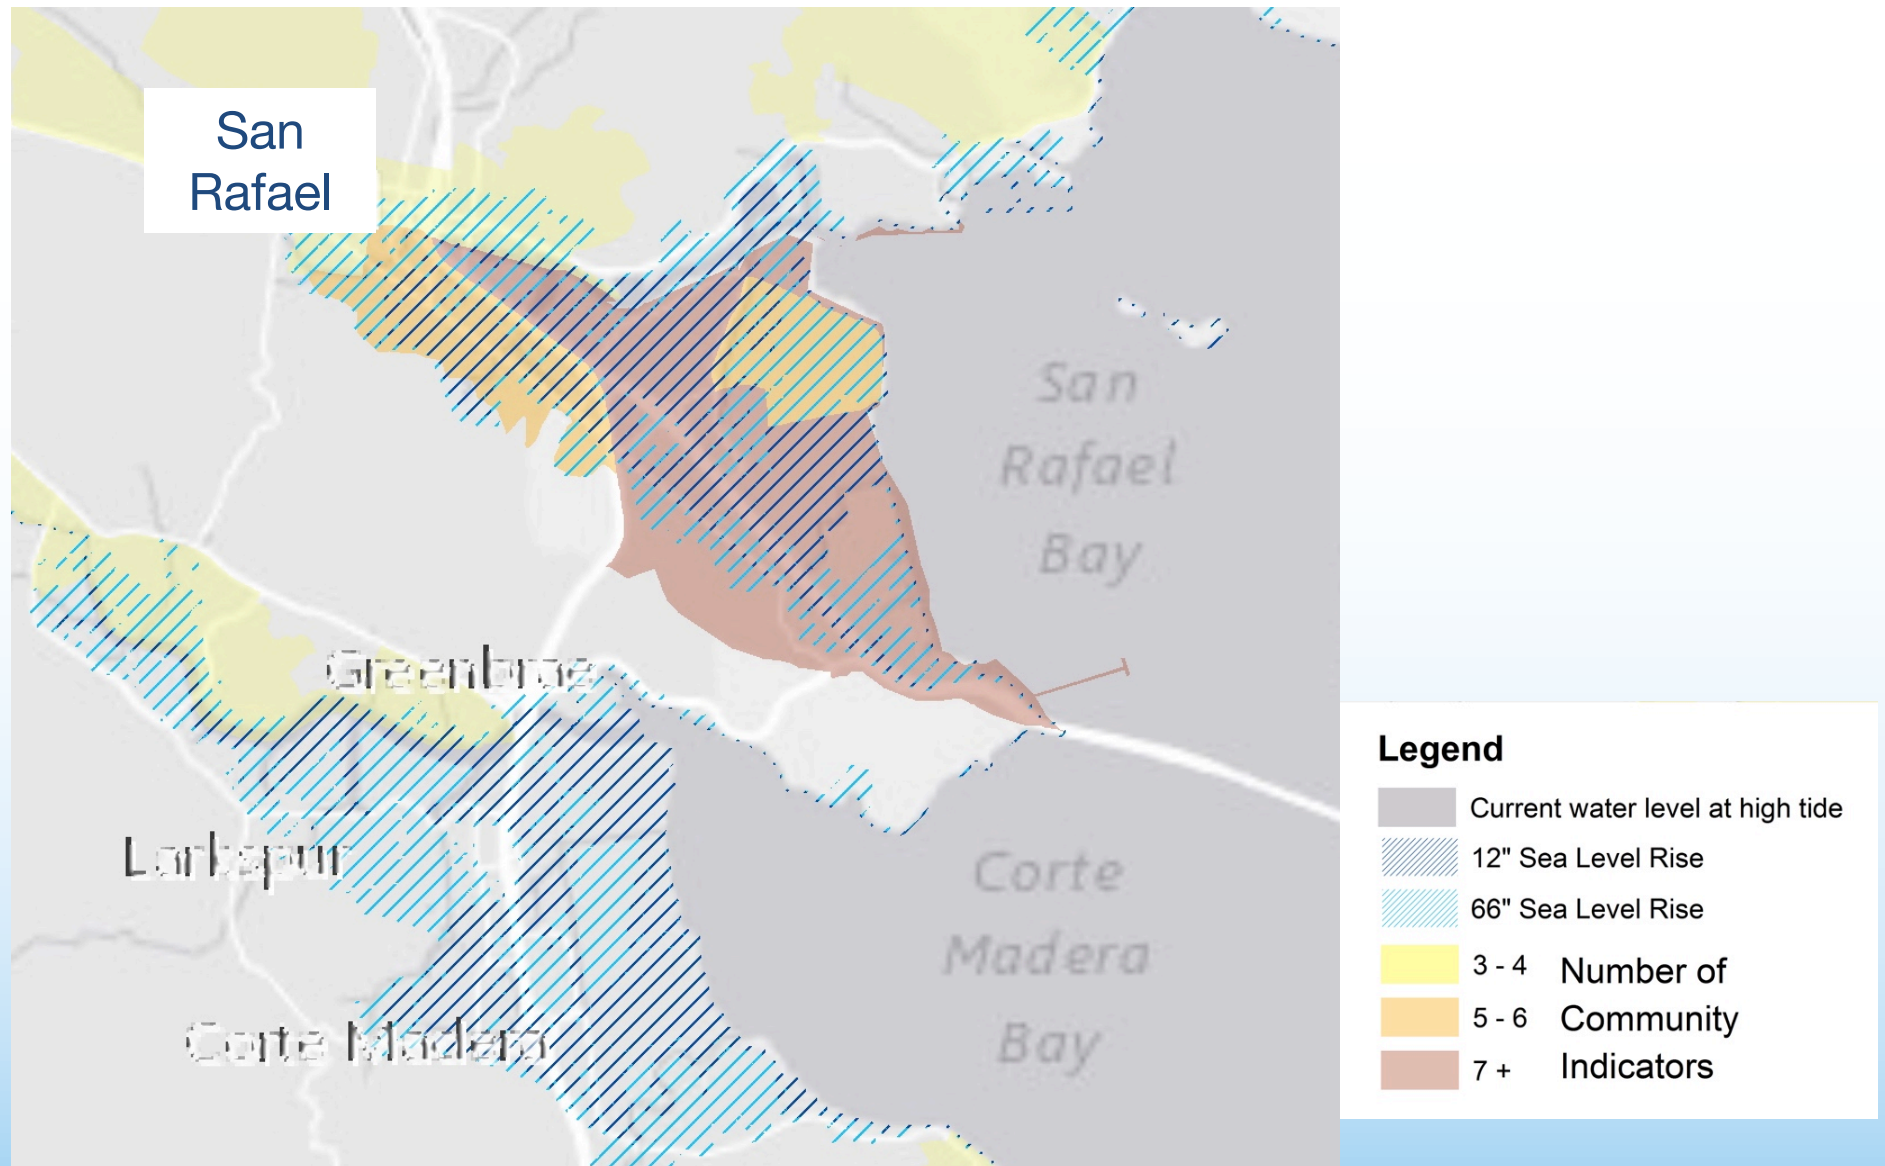 San
Rafael
San
Rafael
Bay
Greenbrae
Larkspur
Corte
Madera
Bay
Corte Madera
Legend
Current water level at high tide
12" Sea Level Rise
66" Sea Level Rise
3 - 4
5 - 6
7 +
Number of
Community
Indicators